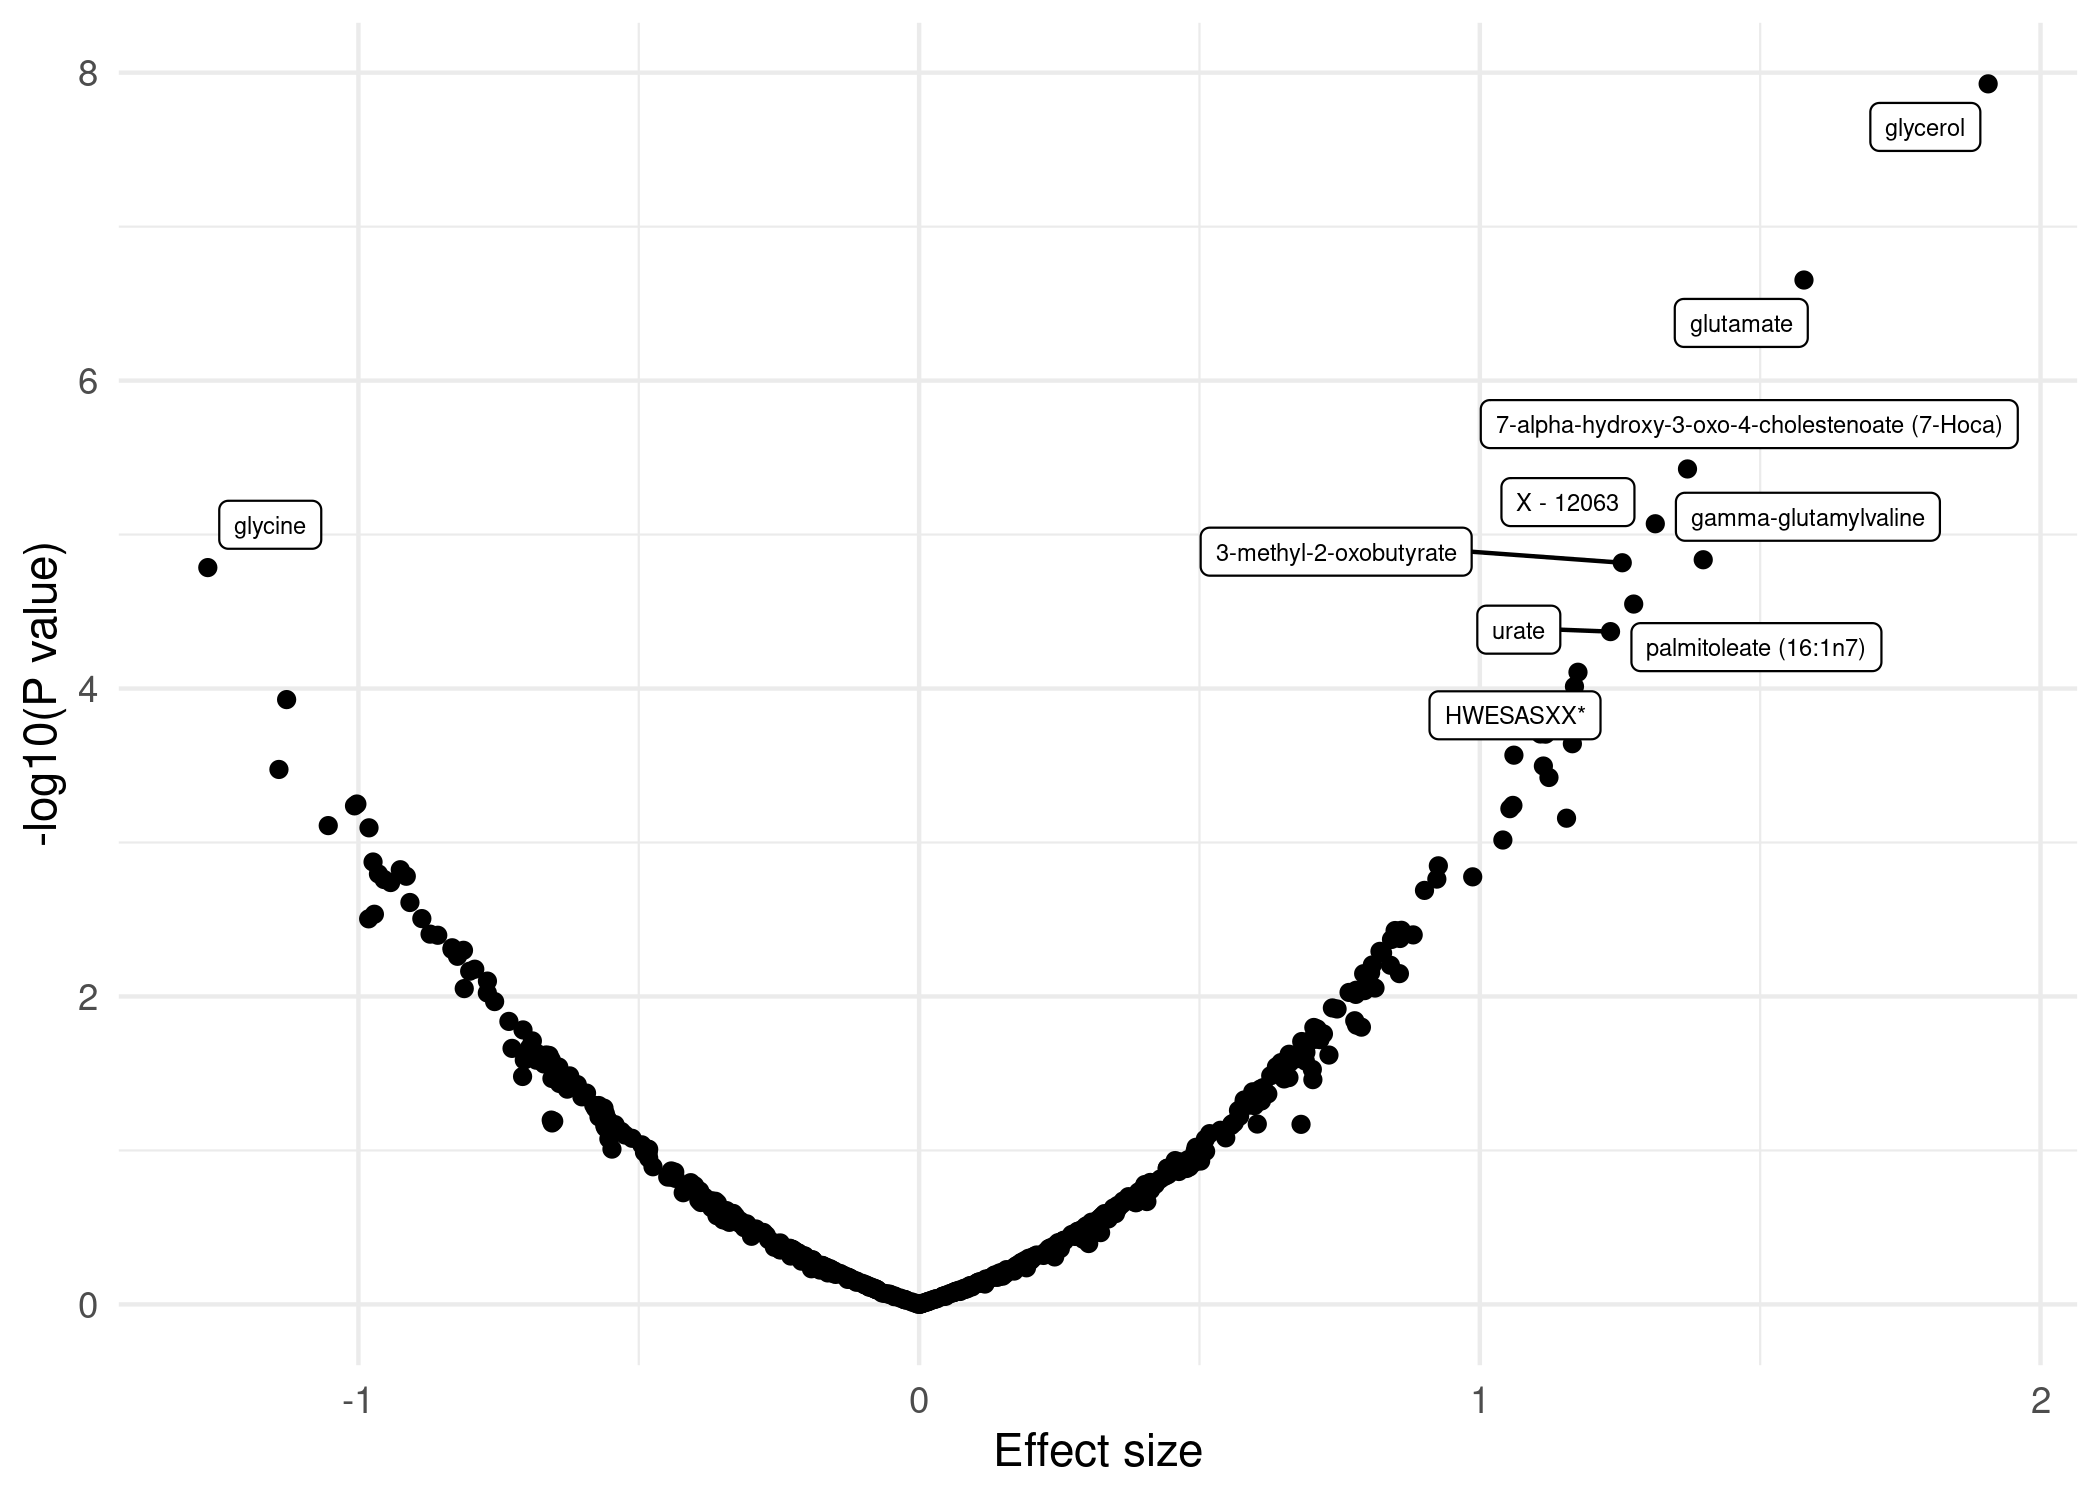 8
glycerol
glutamate
6
7-alpha-hydroxy-3-oxo-4-cholestenoate (7-Hoca)
X - 12063
gamma-glutamylvaline
glycine
3-methyl-2-oxobutyrate
urate
palmitoleate (16:1n7)
4
HWESASXX*
-log10(P value)
2
0
-1
0
1
2
Effect size